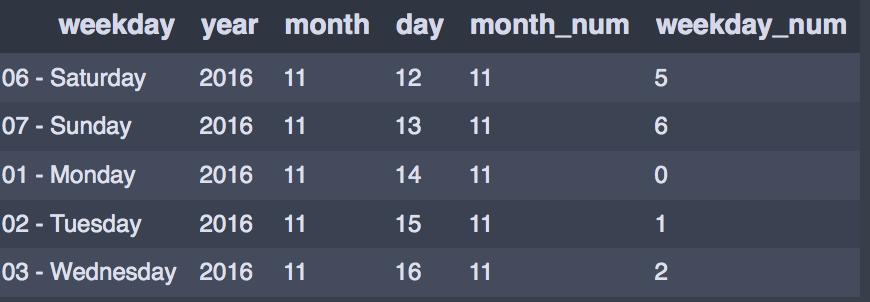 weekday year month day month_num weekday_num
06 - Saturday 2016 11 12 11 5
07 - Sunday 2016 11 13 11 6
01 - Monday 2016 11 14 11 0
02 - Tuesday 2016 11 15 11 1
03 - Wednesday 2016 11 16 11 2